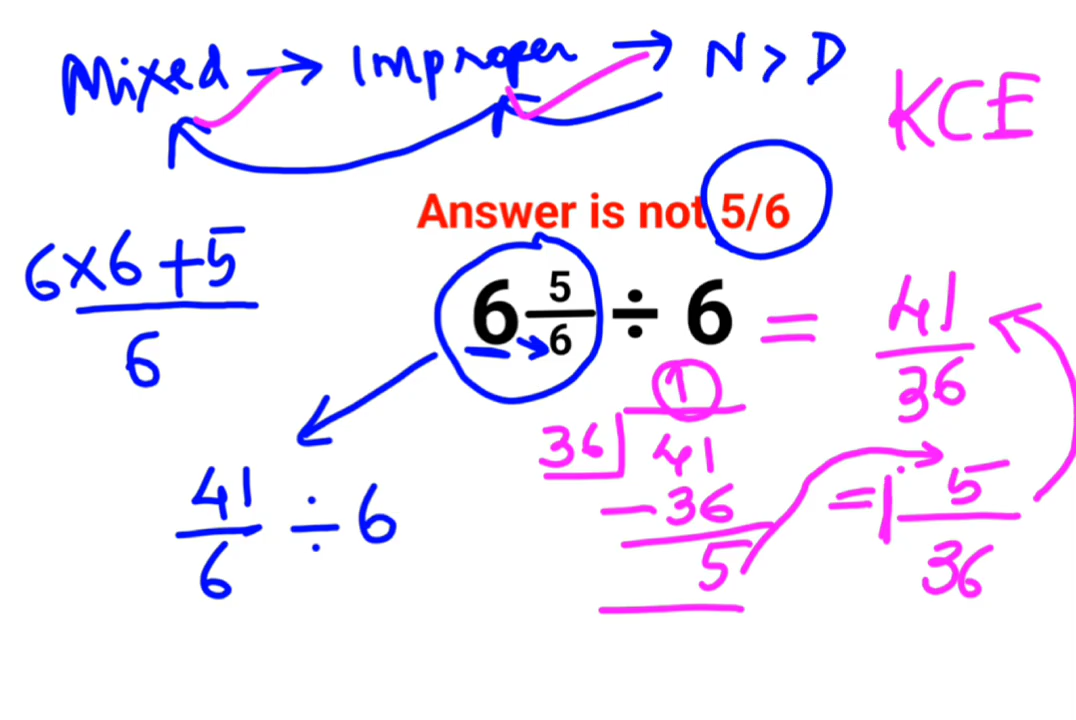 Mixed → Improper → N > D
KCE
Answer is not 5/6
6×6+5
6
6 5/6 ÷ 6 = 41/36
1
36 41
-36
5
= 1 5/36
41/6 ÷ 6